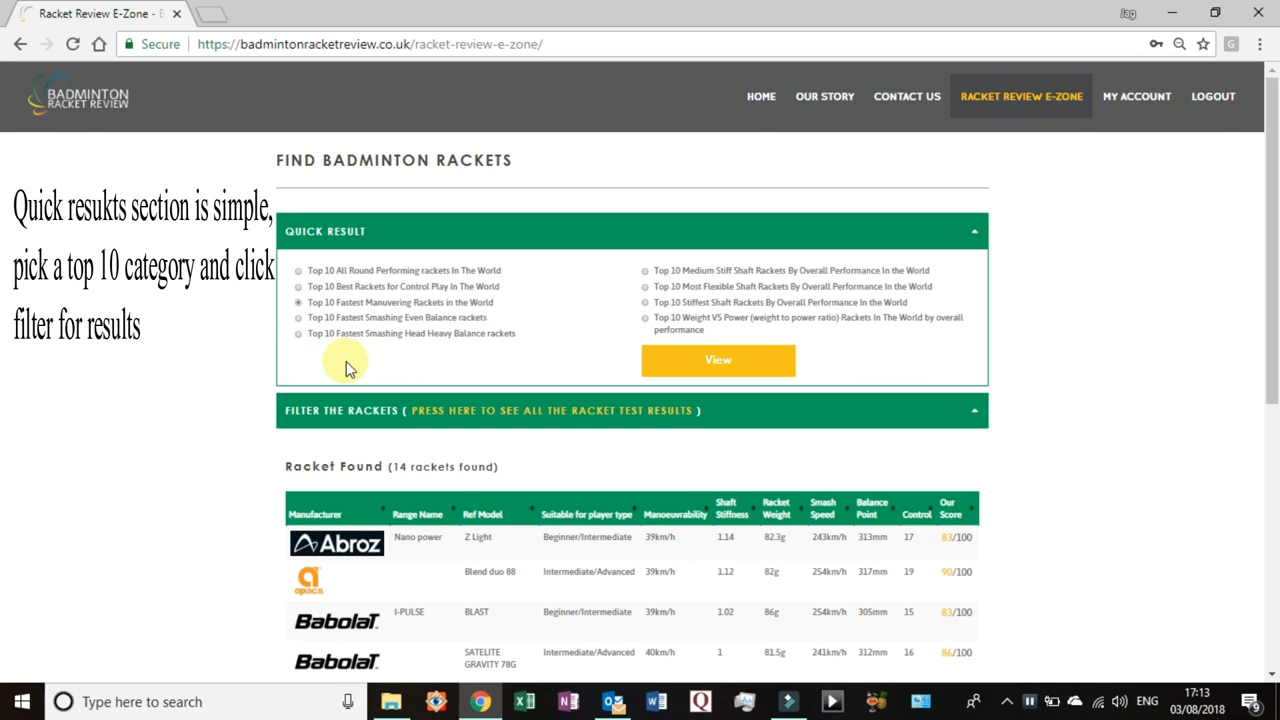 Racket Review E-Zone - B
Jag
Secure
https://badmintonracketreview.co.uk/racket-review-e-zone/
BADMINTON
RACKET REVIEW
HOME OUR STORY CONTACT US RACKET REVIEW E-ZONE MY ACCOUNT LOGOUT
FIND BADMINTON RACKETS
Quick resukts section is simple,
pick a top 10 category and click
filter for results
QUICK RESULT
Top 10 All Round Performing rackets In The World
Top 10 Best Rackets for Control Play In The World
Top 10 Fastest Manuvering Rackets in the World
Top 10 Fastest Smashing Even Balance rackets
Top 10 Fastest Smashing Head Heavy Balance rackets
Top 10 Medium Stiff Shaft Rackets By Overall Performance In the World
Top 10 Most Flexible Shaft Rackets By Overall Performance In the World
Top 10 Stiffest Shaft Rackets By Overall Performance In the World
Top 10 Weight VS Power (weight to power ratio) Rackets In The World by overall
performance
View
FILTER THE RACKETS ( PRESS HERE TO SEE ALL THE RACKET TEST RESULTS )
Racket Found (14 rackets found)
Manufacturer Range Name Ref Model Suitable for player type Manoeuvrability Shaft Stiffness Racket Weight Smash Speed Balance Point Control Our Score
Abroz Nano power Z Light Beginner/Intermediate 39km/h 1.14 82.3g 243km/h 313mm 17 83/100
apacs Blend duo 88 Intermediate/Advanced 39km/h 1.12 82g 254km/h 317mm 19 90/100
BaboLaT I-PULSE BLAST Beginner/Intermediate 39km/h 1.02 86g 254km/h 305mm 15 83/100
BaboLaT SATELITE GRAVITY 78G Intermediate/Advanced 40km/h 1 81.5g 241km/h 312mm 16 86/100
Type here to search
ENG
17:13
03/08/2018
9